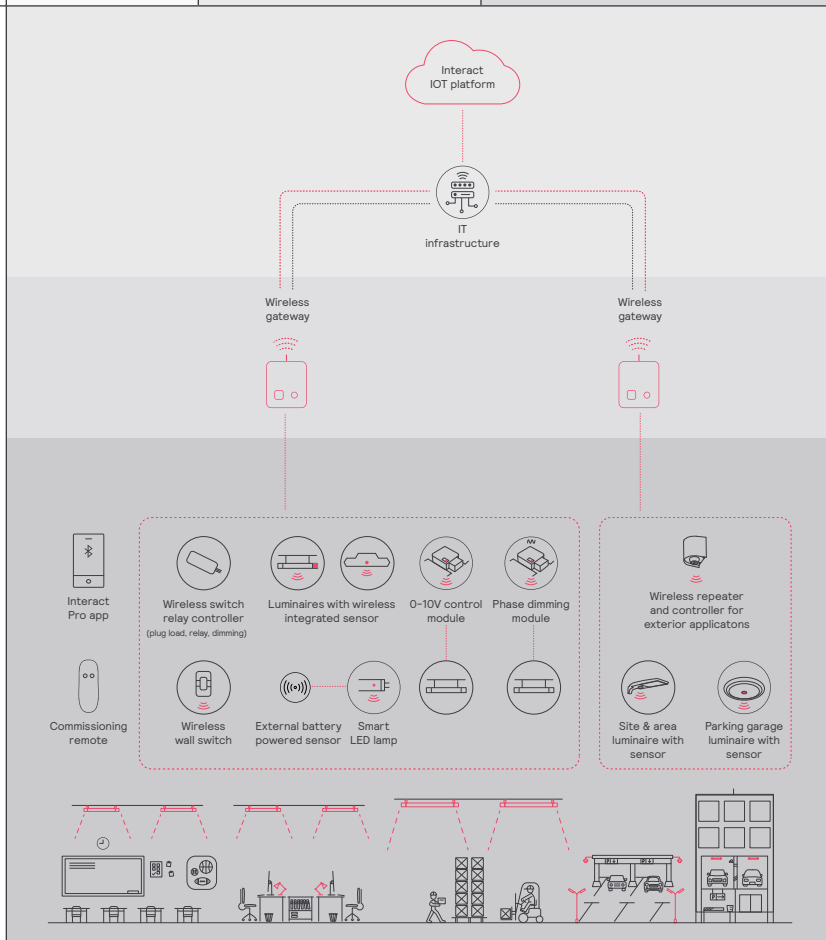 Interact
IOT platform
IT
infrastructure
Wireless
gateway
Wireless
gateway
Interact
Pro app
Wireless switch
relay controller
(plug load, relay, dimming)
Luminaires with wireless
integrated sensor
0-10V control
module
Phase dimming
module
Wireless repeater
and controller for
exterior applicatons
Commissioning
remote
Wireless
wall switch
External battery
powered sensor
Smart
LED lamp
Site & area
luminaire with
sensor
Parking garage
luminaire with
sensor